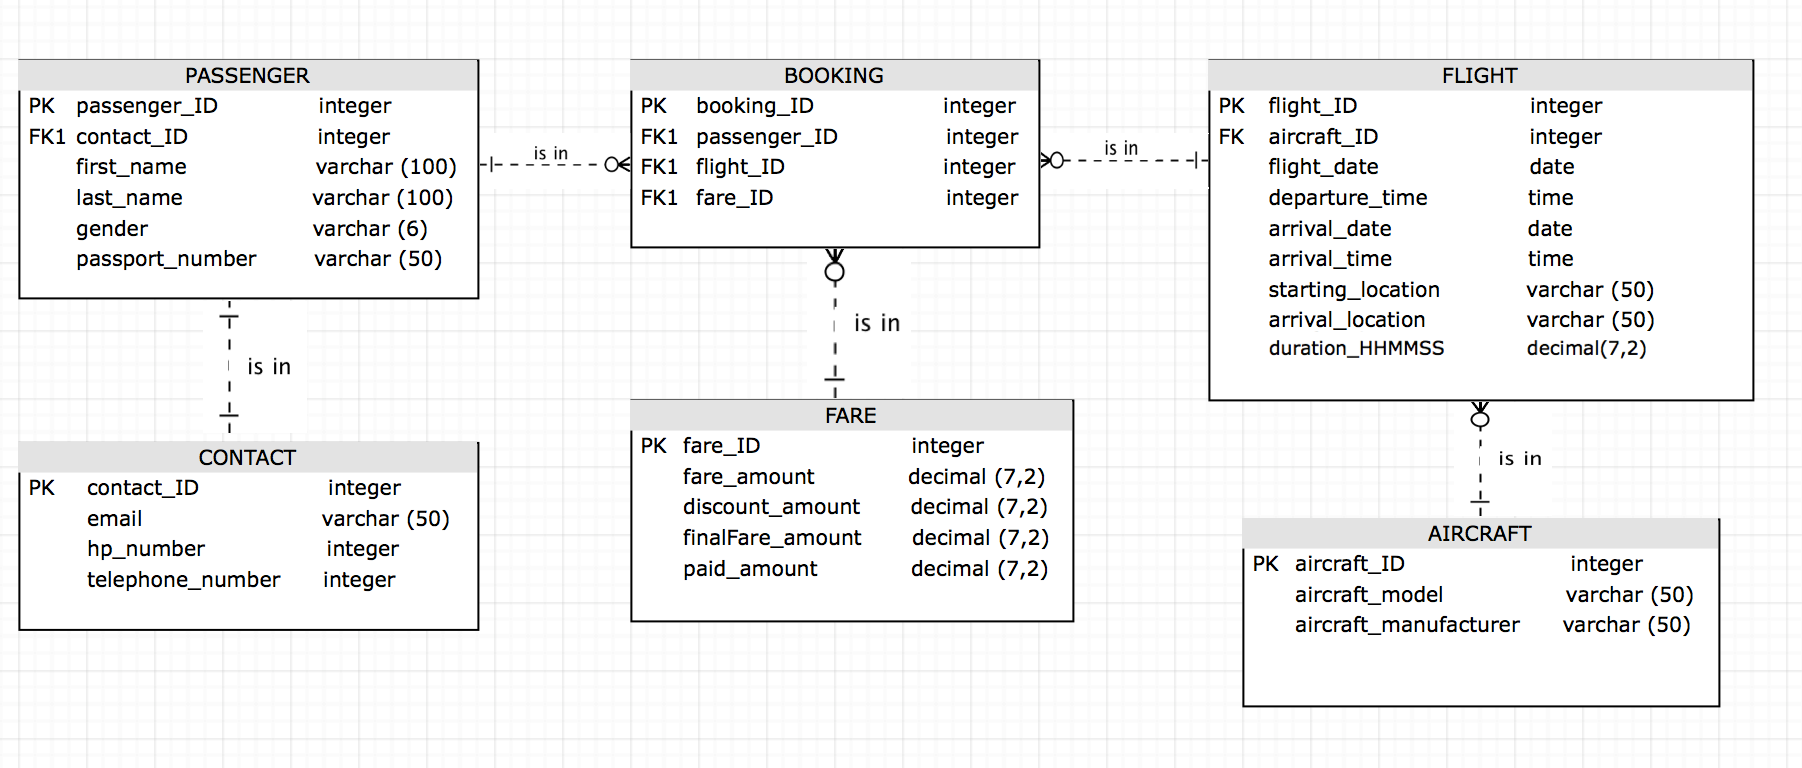 PASSENGER
PK passenger_ID integer
FK1 contact_ID integer
first_name varchar (100)
last_name varchar (100)
gender varchar (6)
passport_number varchar (50)
is in
BOOKING
PK booking_ID integer
FK1 passenger_ID integer
FK1 flight_ID integer
FK1 fare_ID integer
is in
FLIGHT
PK flight_ID integer
FK aircraft_ID integer
flight_date date
departure_time time
arrival_date date
arrival_time time
starting_location varchar (50)
arrival_location varchar (50)
duration_HHMMSS decimal(7,2)
is in
is in
is in
CONTACT
PK contact_ID integer
email varchar (50)
hp_number integer
telephone_number integer
FARE
PK fare_ID integer
fare_amount decimal (7,2)
discount_amount decimal (7,2)
finalFare_amount decimal (7,2)
paid_amount decimal (7,2)
AIRCRAFT
PK aircraft_ID integer
aircraft_model varchar (50)
aircraft_manufacturer varchar (50)